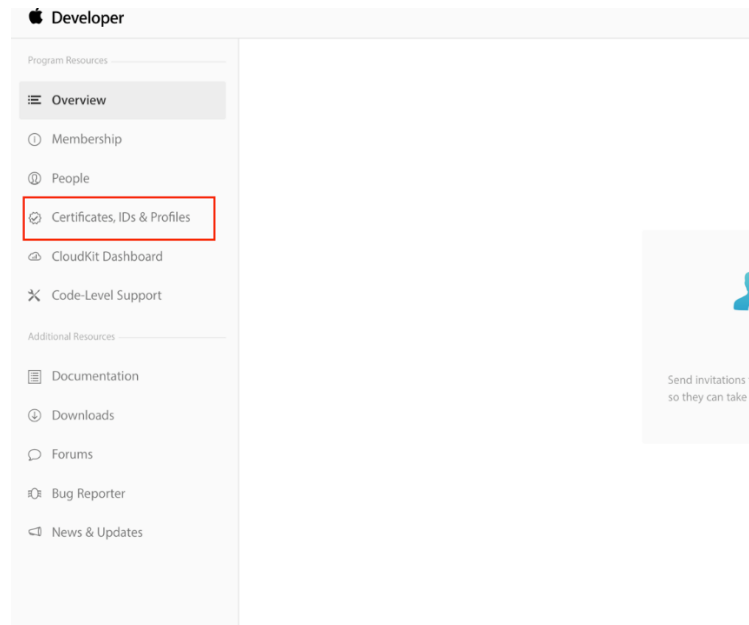 Developer
Program Resources
Overview
Membership
People
Certificates, IDs & Profiles
CloudKit Dashboard
Code-Level Support
Additional Resources
Documentation
Downloads
Forums
Bug Reporter
News & Updates
Send invitations
so they can take